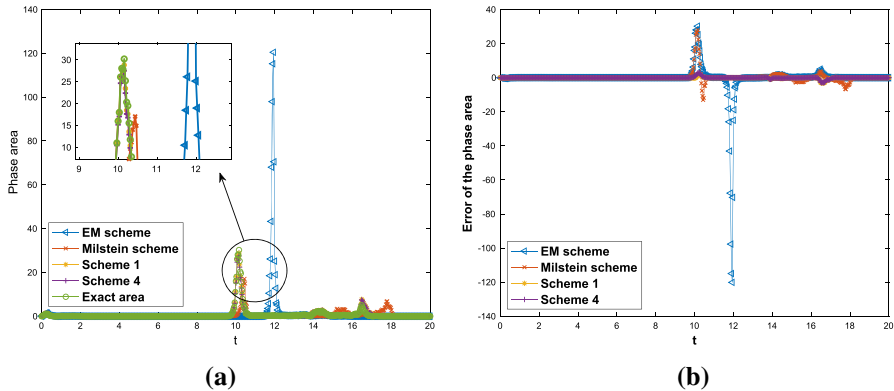 140
120
100
80
60
40
20
0
Phase area
30
25
20
15
10
9 10 11 12
EM scheme
Milstein scheme
Scheme 1
Scheme 4
Exact area
0 2 4 6 8 10 12 14 16 18 20
t
(a)
40
20
0
-20
-40
-60
-80
-100
-120
-140
Error of the phase area
EM scheme
Milstein scheme
Scheme 1
Scheme 4
0 2 4 6 8 10 12 14 16 18 20
t
(b)